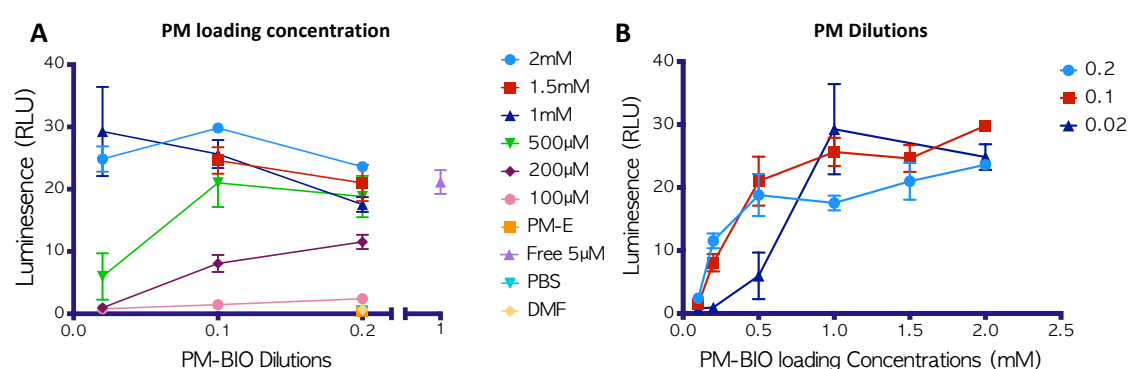 A
PM loading concentration
Luminesence (RLU)
40
30
20
10
0
0.0
0.1
0.2
1
PM-BIO Dilutions
2mM
1.5mM
1mM
500µM
200µM
100µM
PM-E
Free 5µM
PBS
DMF
B
PM Dilutions
Luminesence (RLU)
40
30
20
10
0
0.0
0.5
1.0
1.5
2.0
2.5
PM-BIO loading Concentrations (mM)
0.2
0.1
0.02